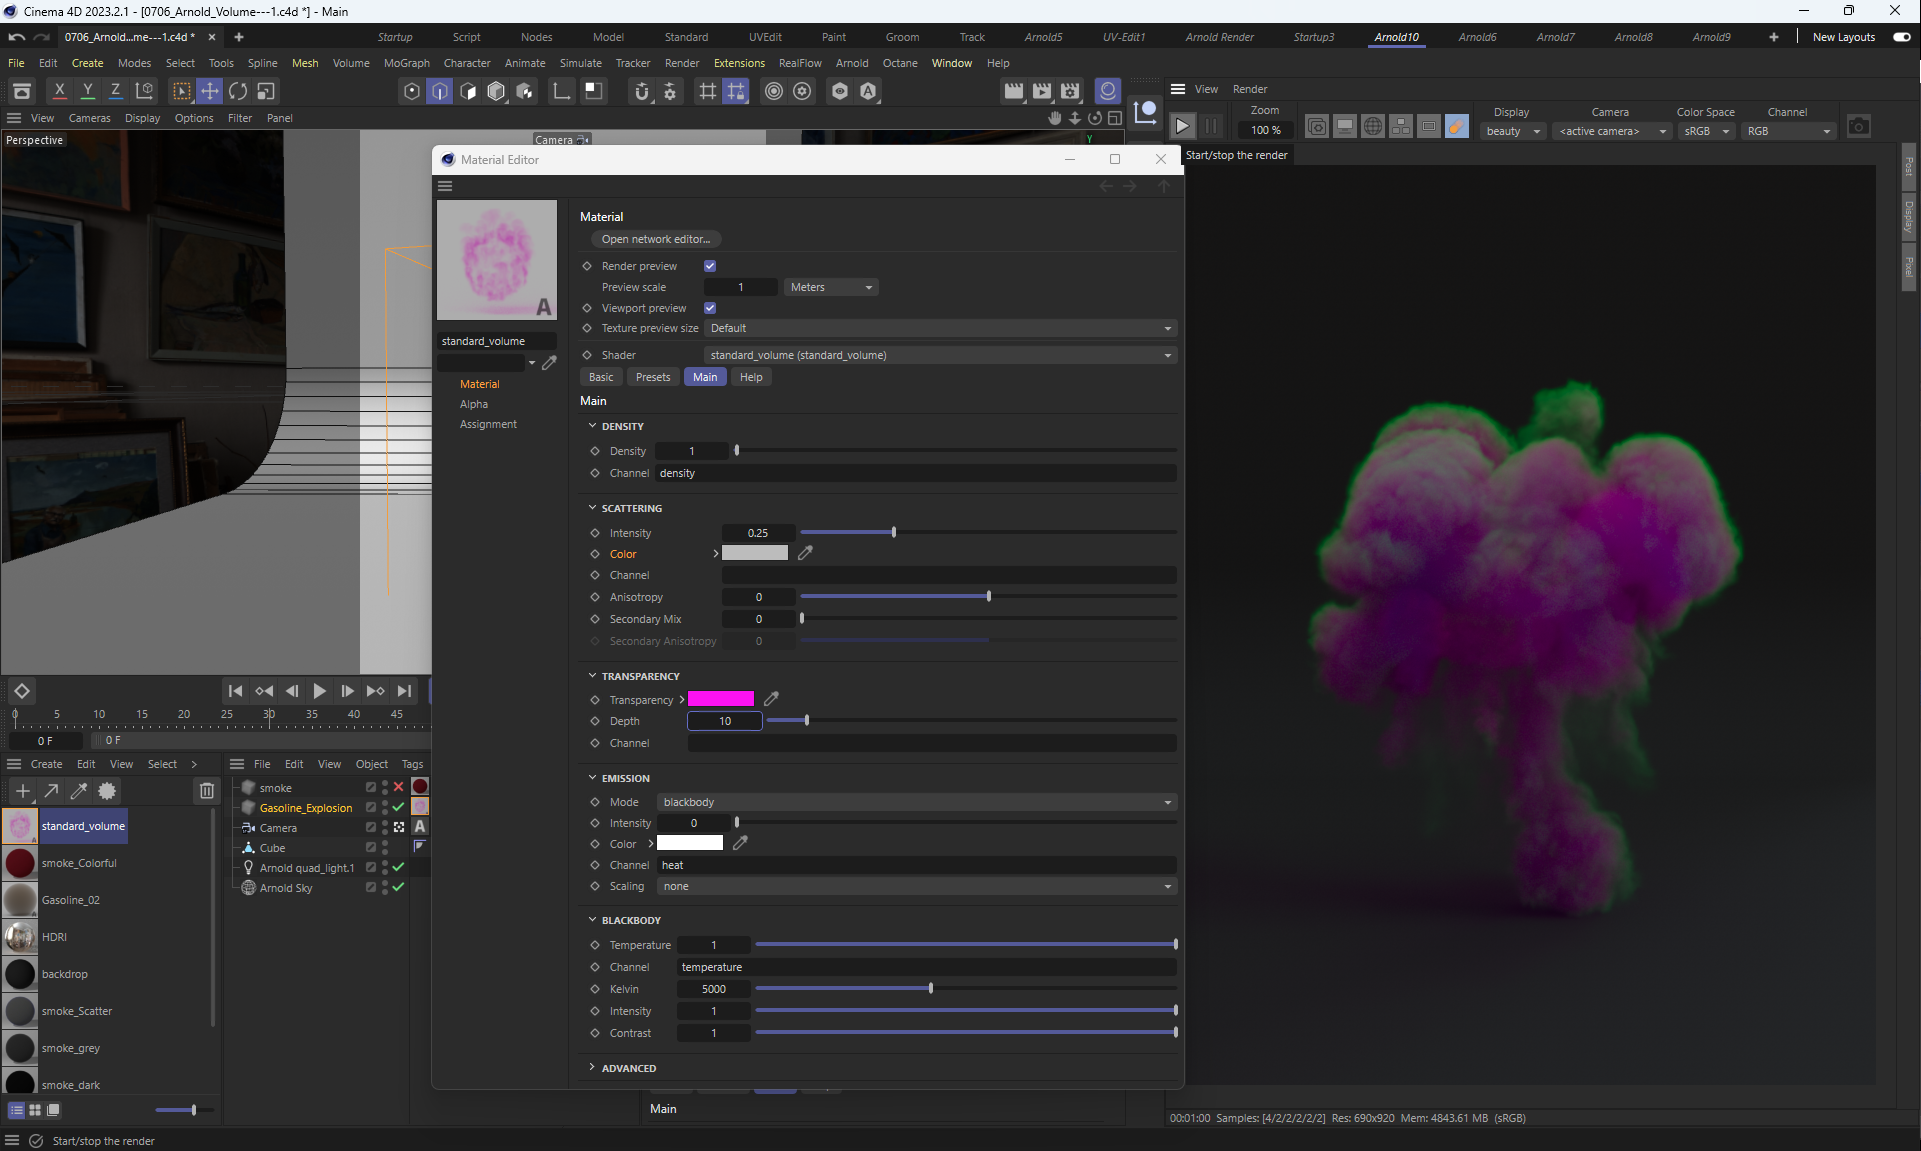 Cinema 4D 2023.2.1 - [0706_Arnold_Volume---1.c4d *] - Main
0706_Arnold...me---1.c4d *
Startup Script Nodes Model Standard UVEdit Paint Groom Track Arnold5 UV-Edit1 Arnold Render Startup3 Arnold10 Arnold6 Arnold7 Arnold8 Arnold9 New Layouts
File Edit Create Modes Select Tools Spline Mesh Volume MoGraph Character Animate Simulate Tracker Render Extensions RealFlow Arnold Octane Window Help
X Y Z
View Render
View Cameras Display Options Filter Panel
Zoom Display Camera Color Space Channel
100 % beauty <active camera> sRGB RGB
Perspective
Camera
Y
Start/stop the render
Post
Display
Pixel
Material Editor
A
standard_volume
Material
Alpha
Assignment
Material
Open network editor...
Render preview
Preview scale 1 Meters
Viewport preview
Texture preview size Default
Shader standard_volume (standard_volume)
Basic Presets Main Help
Main
DENSITY
Density 1
Channel density
SCATTERING
Intensity 0.25
Color
Channel
Anisotropy 0
Secondary Mix 0
Secondary Anisotropy 0
TRANSPARENCY
Transparency
Depth 10
Channel
EMISSION
Mode blackbody
Intensity 0
Color
Channel heat
Scaling none
BLACKBODY
Temperature 1
Channel temperature
Kelvin 5000
Intensity 1
Contrast 1
ADVANCED
Main
0 5 10 15 20 25 30 35 40 45
0 F 0 F
Create Edit View Select
standard_volume
smoke_Colorful
Gasoline_02
HDRI
backdrop
smoke_Scatter
smoke_grey
smoke_dark
File Edit View Object Tags
smoke
Gasoline_Explosion
Camera
A
Cube
Arnold quad_light.1
Arnold Sky
00:01:00 Samples: [4/2/2/2/2/2] Res: 690x920 Mem: 4843.61 MB (sRGB)
Start/stop the render